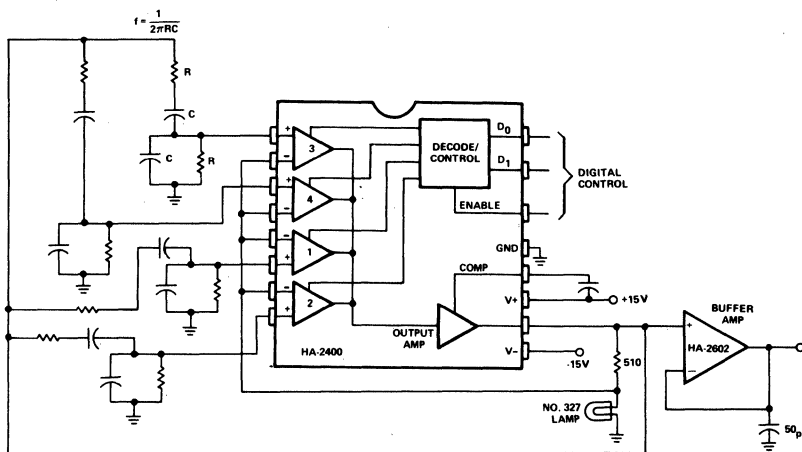 f = 1
2πRC
R
C
C
R
+
−
3
+
−
4
−
+
1
−
+
2
DECODE/
CONTROL
D0
D1
ENABLE
DIGITAL
CONTROL
GND
COMP
V+
+15V
OUTPUT
AMP
HA-2400
V−
-15V
510
NO. 327
LAMP
BUFFER
AMP
+
HA-2602
−
50p